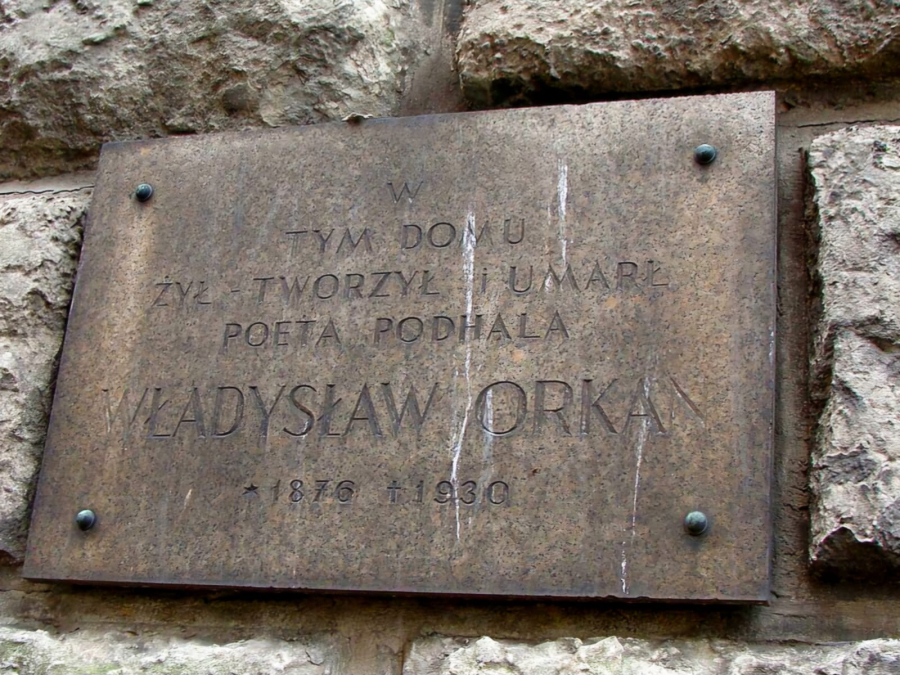 W
TYM DOMU
ŻYŁ - TWORZYŁ i UMARŁ
POETA PODHALA
WŁADYSŁAW ORKAN
* 1876 † 1930